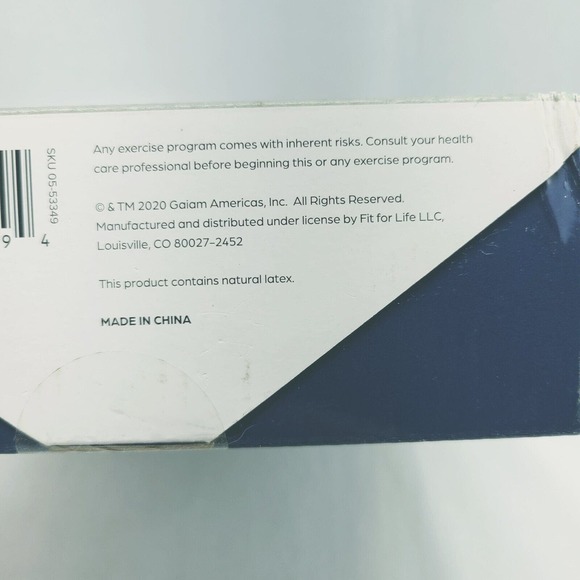 Any exercise program comes with inherent risks. Consult your health
care professional before beginning this or any exercise program.
© & TM 2020 Gaiam Americas, Inc. All Rights Reserved.
Manufactured and distributed under license by Fit for Life LLC,
Louisville, CO 80027-2452
This product contains natural latex.
MADE IN CHINA
SKU 05-53349
9 4